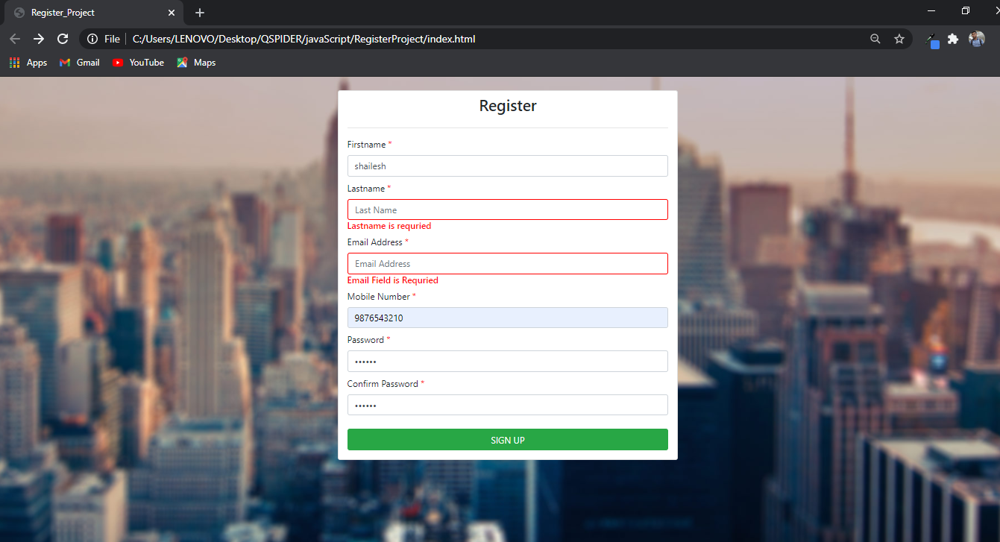 Register_Project
File C:/Users/LENOVO/Desktop/QSPIDER/javaScript/RegisterProject/index.html
Apps Gmail YouTube Maps
Register
Firstname *
shailesh
Lastname *
Last Name
Lastname is requried
Email Address *
Email Address
Email Field is Requried
Mobile Number *
9876543210
Password *
••••••
Confirm Password *
••••••
SIGN UP